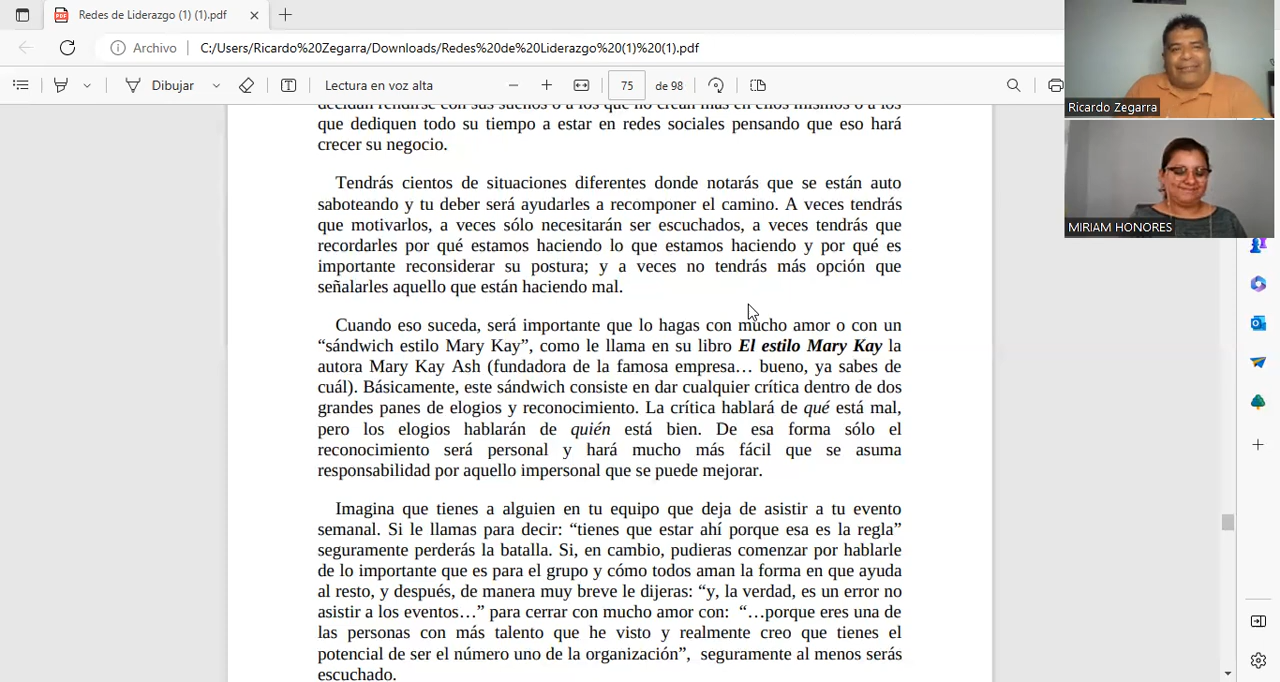 Redes de Liderazgo (1) (1).pdf
Archivo
C:/Users/Ricardo%20Zegarra/Downloads/Redes%20de%20Liderazgo%20(1)%20(1).pdf
Dibujar
Lectura en voz alta
75
de 98
Ricardo Zegarra
MIRIAM HONORES
decidan rendirse con sus sueños o a los que no crean más en ellos mismos o a los
que dediquen todo su tiempo a estar en redes sociales pensando que eso hará
crecer su negocio.
Tendrás cientos de situaciones diferentes donde notarás que se están auto
saboteando y tu deber será ayudarles a recomponer el camino. A veces tendrás
que motivarlos, a veces sólo necesitarán ser escuchados, a veces tendrás que
recordarles por qué estamos haciendo lo que estamos haciendo y por qué es
importante reconsiderar su postura; y a veces no tendrás más opción que
señalarles aquello que están haciendo mal.
Cuando eso suceda, será importante que lo hagas con mucho amor o con un
“sándwich estilo Mary Kay”, como le llama en su libro El estilo Mary Kay la
autora Mary Kay Ash (fundadora de la famosa empresa… bueno, ya sabes de
cuál). Básicamente, este sándwich consiste en dar cualquier crítica dentro de dos
grandes panes de elogios y reconocimiento. La crítica hablará de qué está mal,
pero los elogios hablarán de quién está bien. De esa forma sólo el
reconocimiento será personal y hará mucho más fácil que se asuma
responsabilidad por aquello impersonal que se puede mejorar.
Imagina que tienes a alguien en tu equipo que deja de asistir a tu evento
semanal. Si le llamas para decir: “tienes que estar ahí porque esa es la regla”
seguramente perderás la batalla. Si, en cambio, pudieras comenzar por hablarle
de lo importante que es para el grupo y cómo todos aman la forma en que ayuda
al resto, y después, de manera muy breve le dijeras: “y, la verdad, es un error no
asistir a los eventos…” para cerrar con mucho amor con: “…porque eres una de
las personas con más talento que he visto y realmente creo que tienes el
potencial de ser el número uno de la organización”, seguramente al menos serás
escuchado.